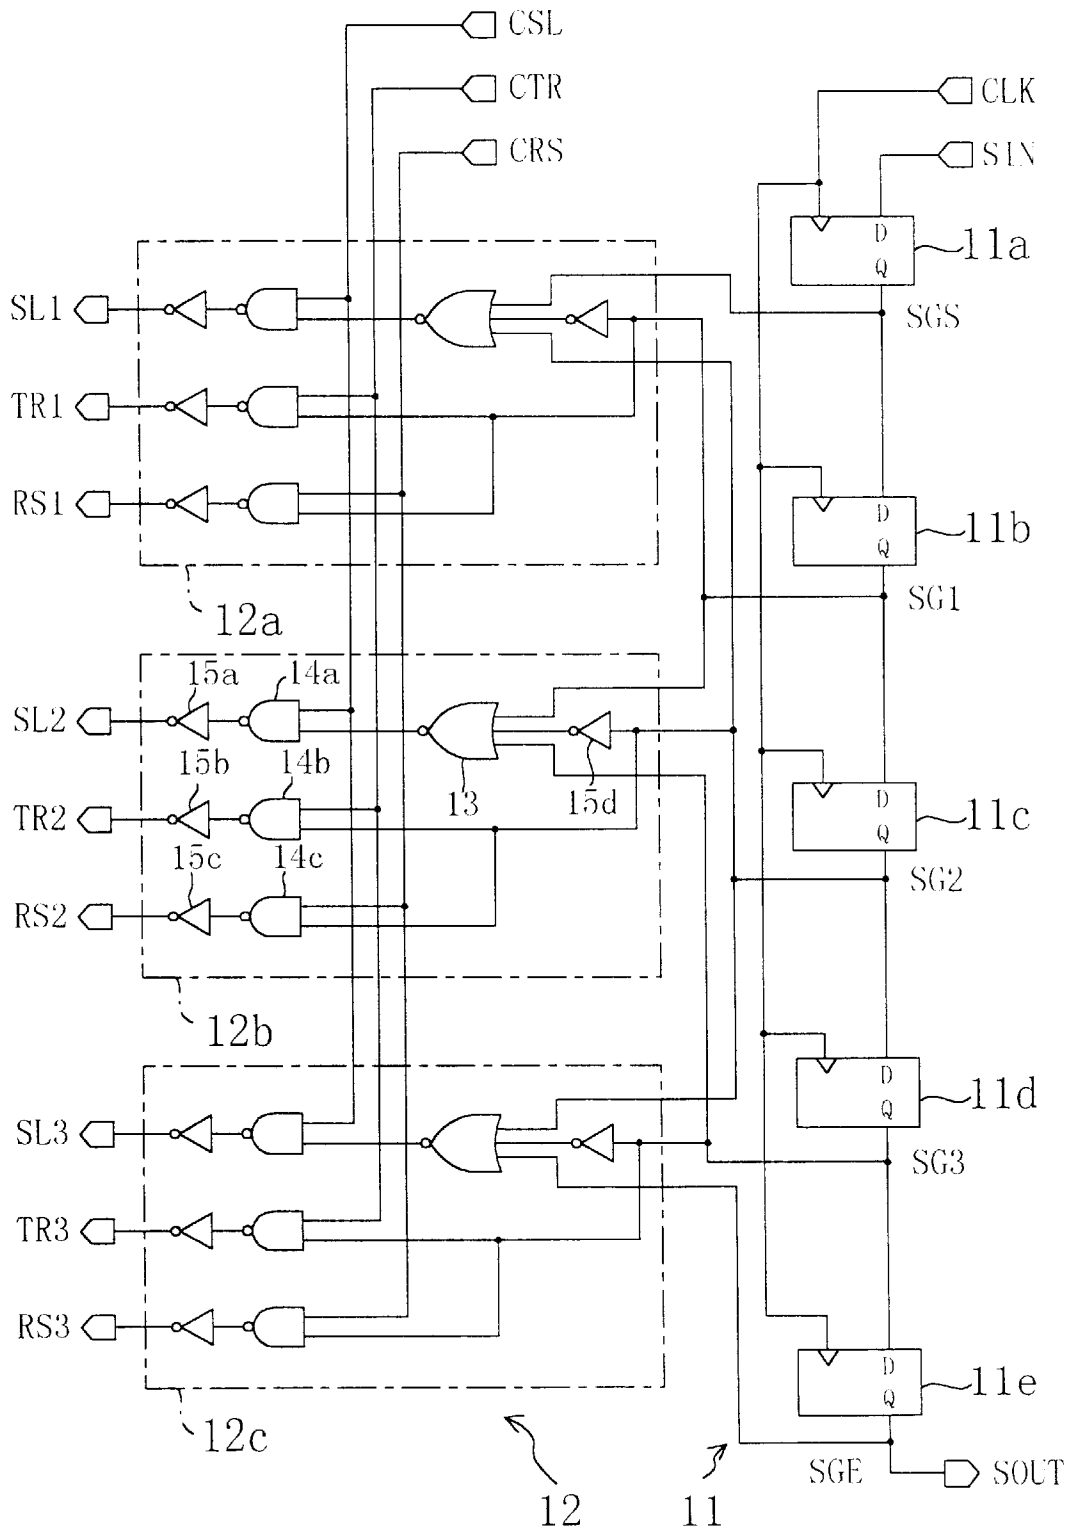 CSL
CTR
CLK
CRS
SIN
D
11a
Q
SL1
SGS
TR1
RS1
D
11b
Q
SG1
12a
15a
14a
SL2
15b
14b
13
15d
D
TR2
11c
Q
15c
14c
SG2
RS2
12b
D
11d
Q
SL3
SG3
TR3
RS3
D
11e
Q
12c
SGE
SOUT
12
11